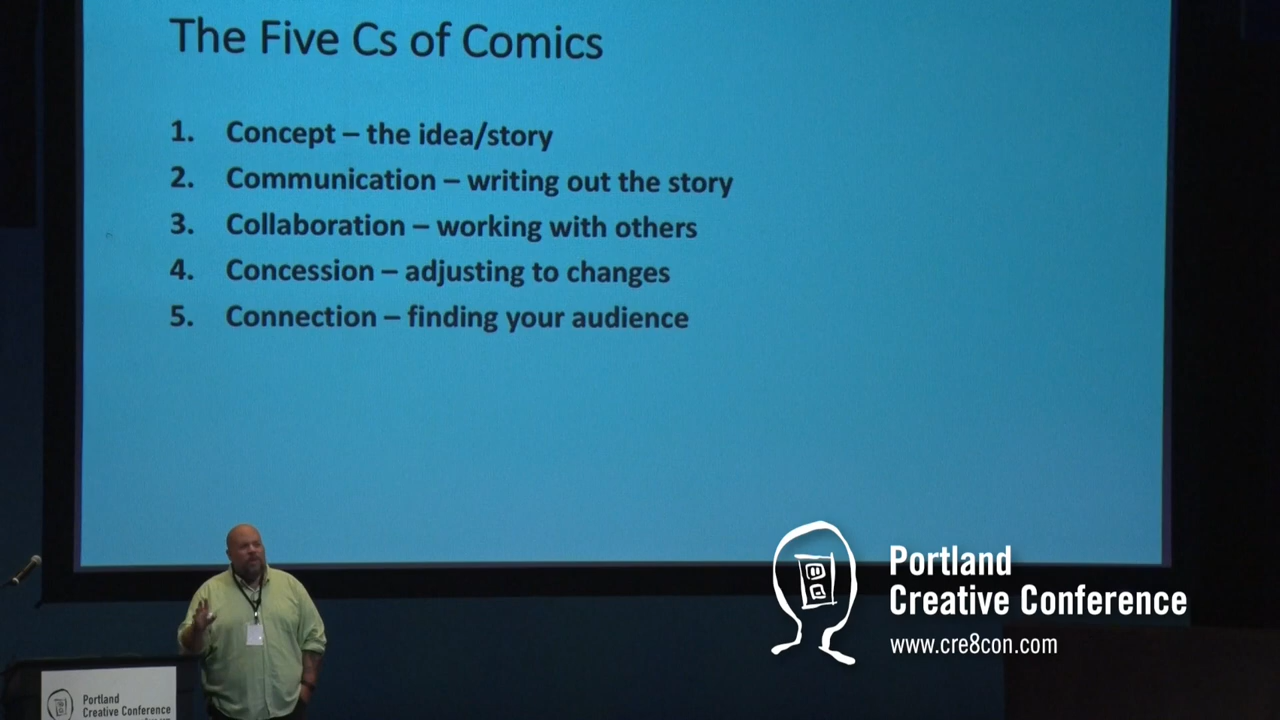 The Five Cs of Comics
1. Concept – the idea/story
2. Communication – writing out the story
3. Collaboration – working with others
4. Concession – adjusting to changes
5. Connection – finding your audience
Portland
Creative Conference
www.cre8con.com
Portland
Creative Conference